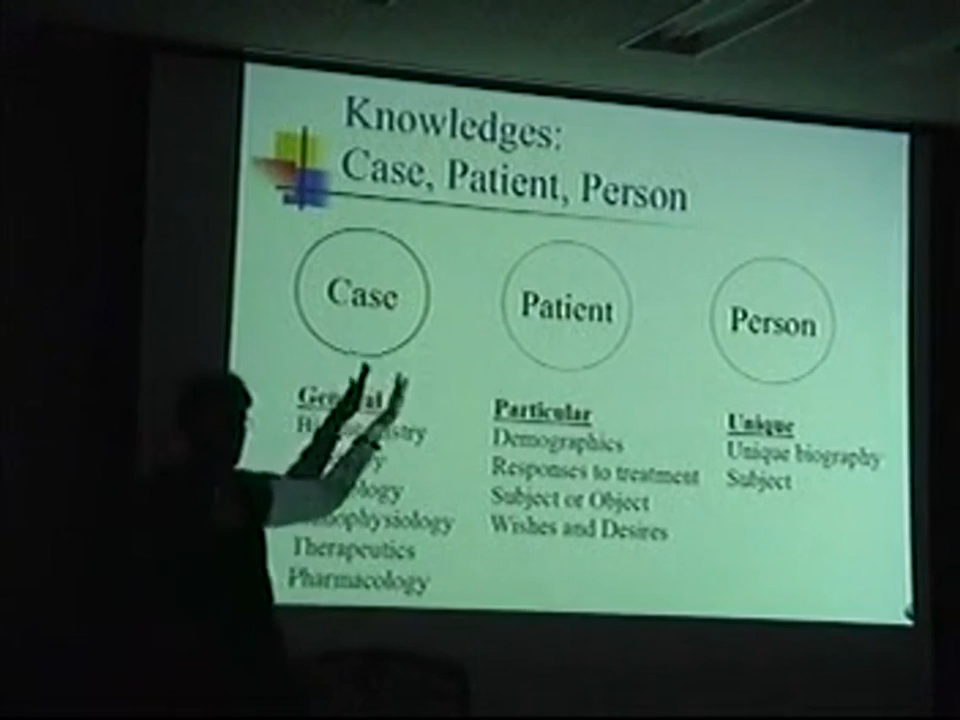 Knowledges:
Case, Patient, Person
Case
Patient
Person
General
Therapeutics
Pharmacology
Particular
Demographics
Responses to treatment
Subject or Object
Wishes and Desires
Unique
Unique biography
Subject